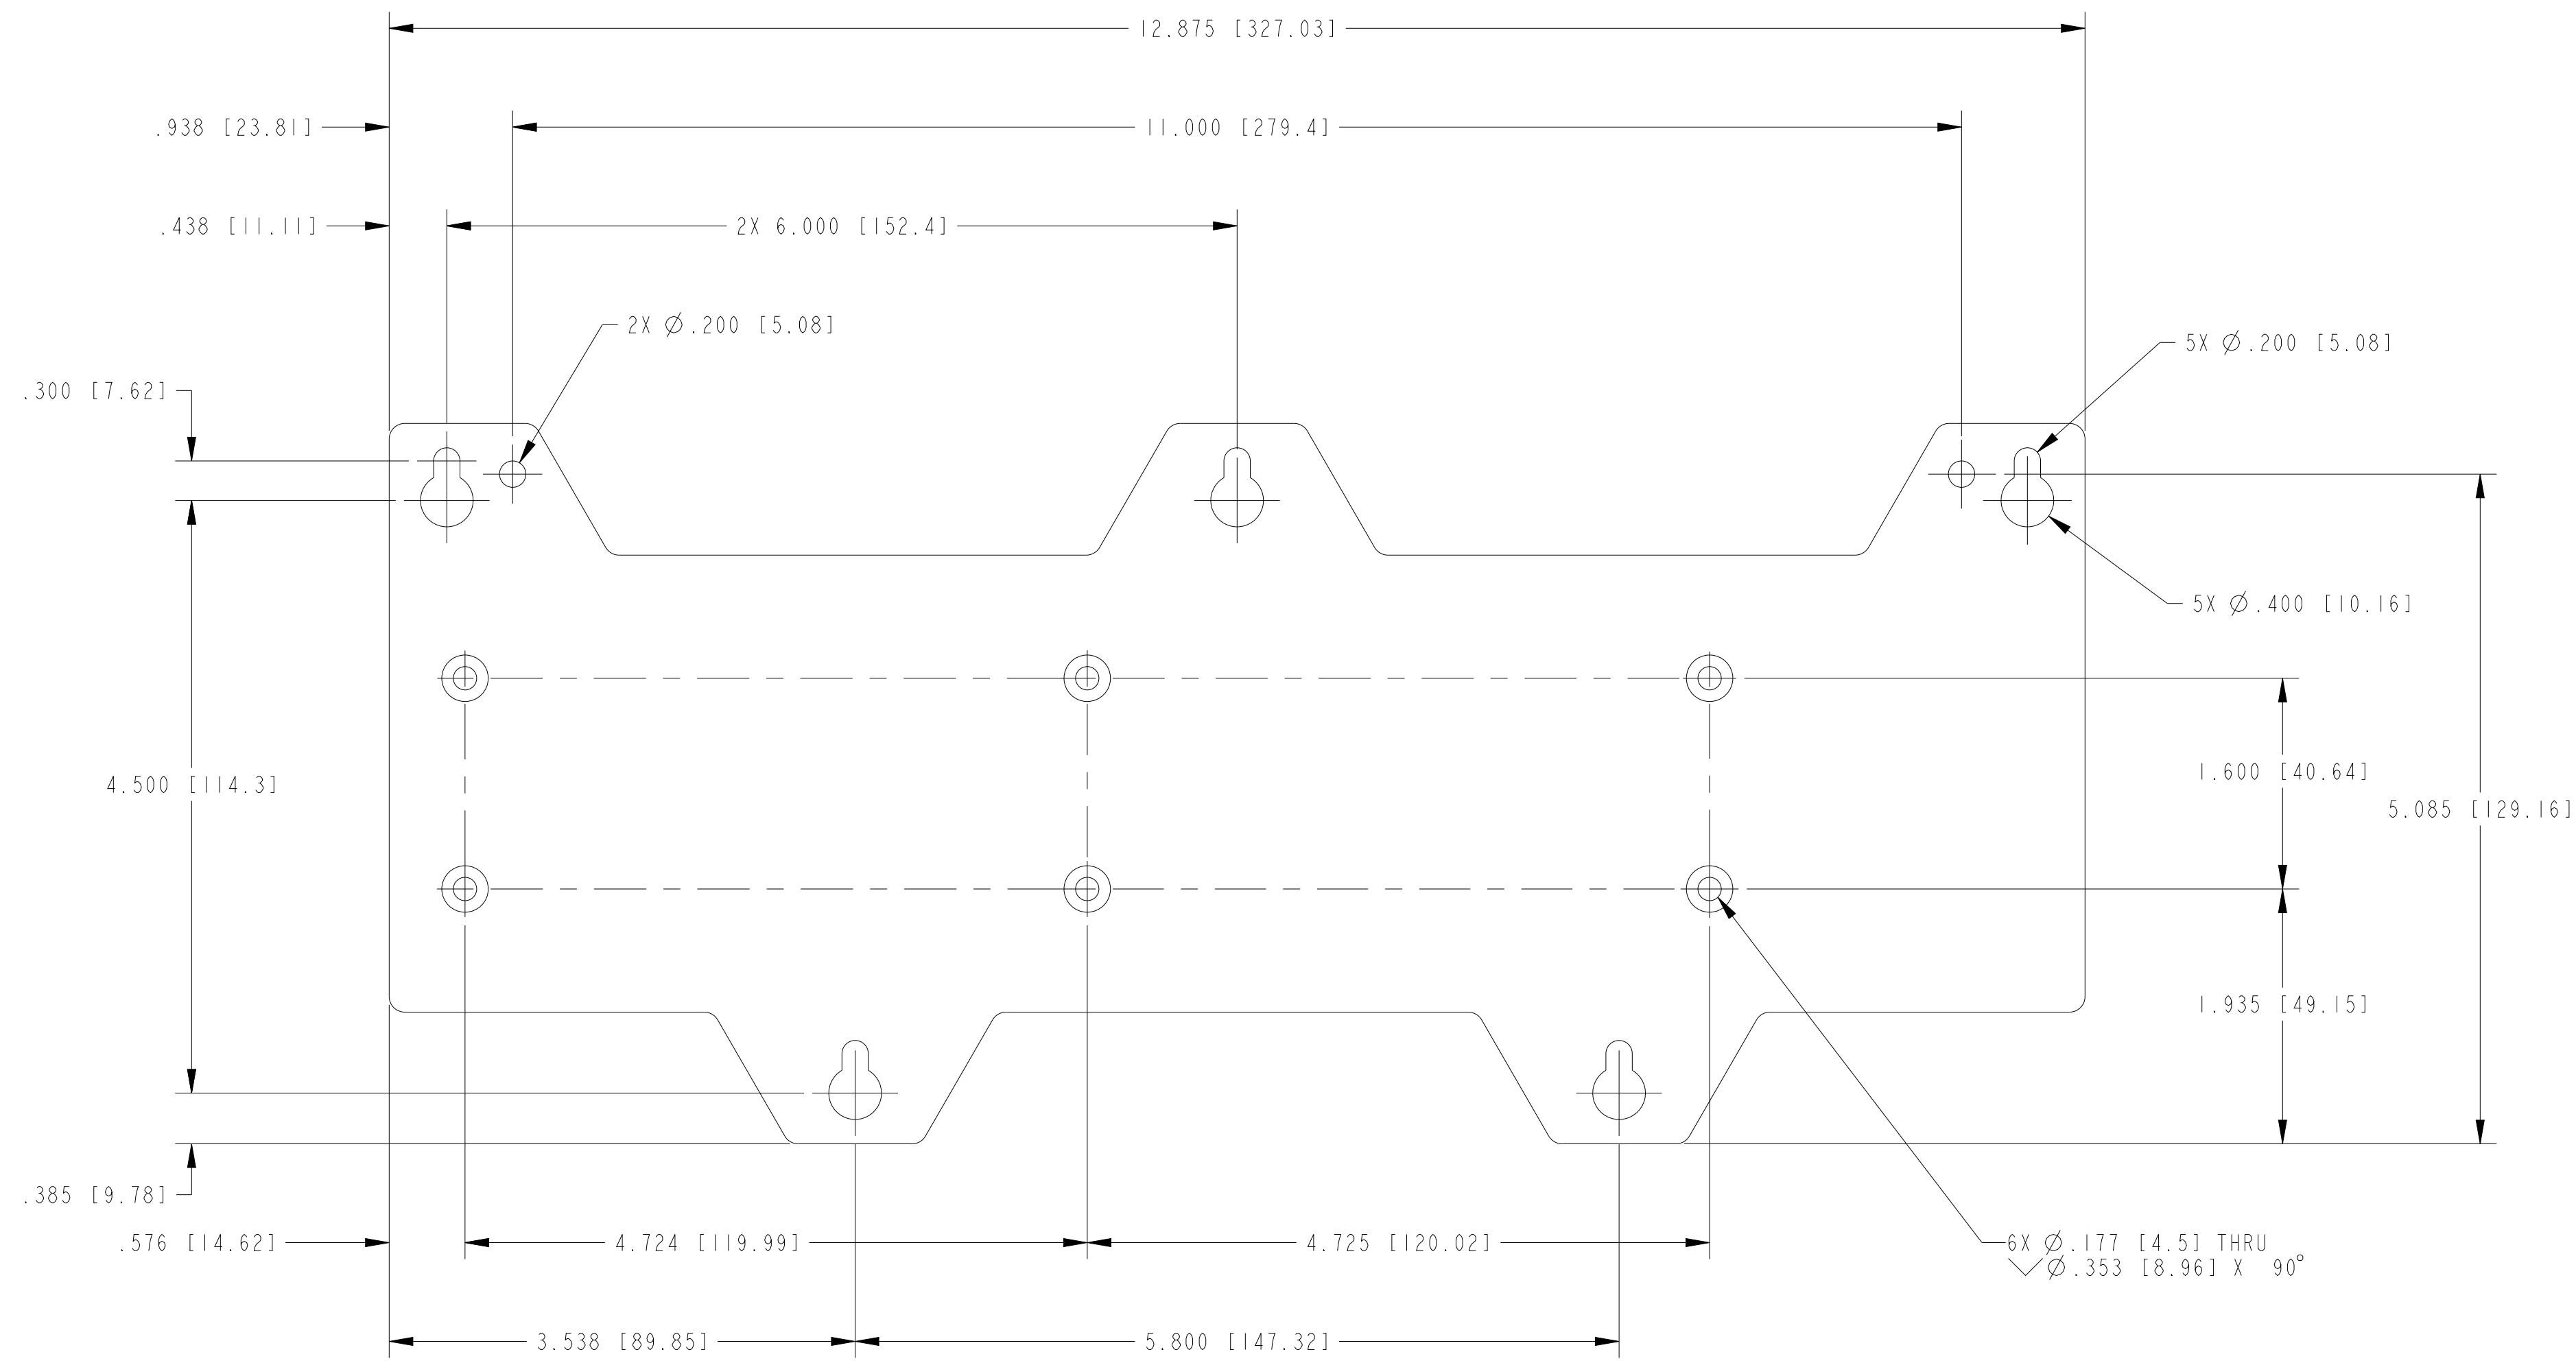 12.875 [327.03]
.938 [23.81]
11.000 [279.4]
.438 [11.11]
2X 6.000 [152.4]
2X Ø.200 [5.08]
5X Ø.200 [5.08]
.300 [7.62]
5X Ø.400 [10.16]
1.600 [40.64]
4.500 [114.3]
5.085 [129.16]
1.935 [49.15]
.385 [9.78]
.576 [14.62]
4.724 [119.99]
4.725 [120.02]
6X Ø.177 [4.5] THRU
⌵Ø.353 [8.96] X 90°
3.538 [89.85]
5.800 [147.32]